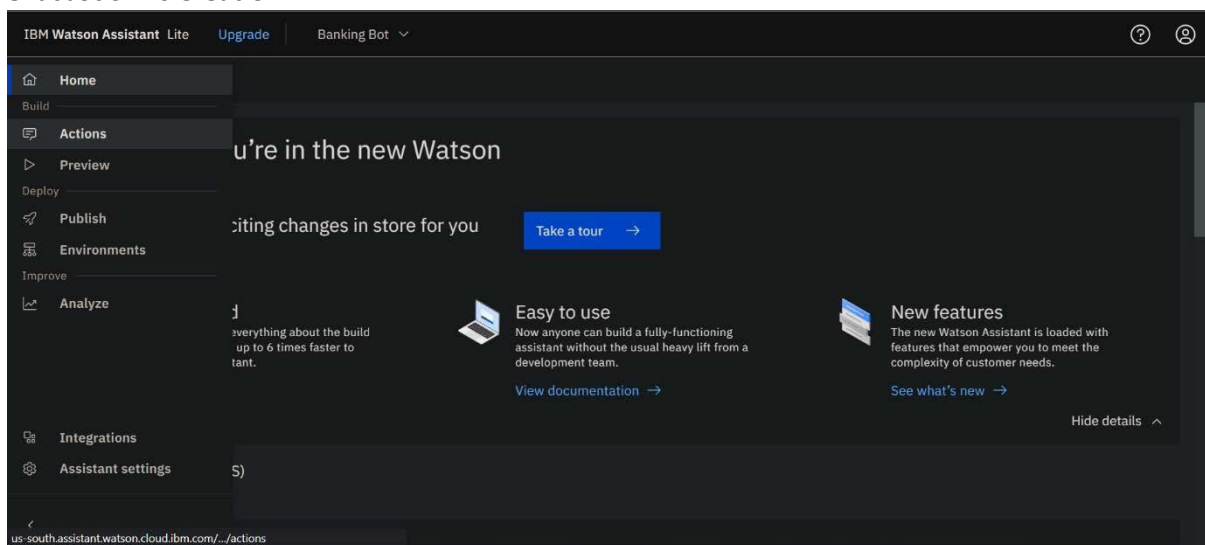 IBM Watson Assistant Lite Upgrade Banking Bot
Home
Build
Actions
Preview
Deploy
Publish
Environments
Improve
Analyze
Integrations
Assistant settings
u're in the new Watson
citing changes in store for you
Take a tour
everything about the build
up to 6 times faster to
tant.
Easy to use
Now anyone can build a fully-functioning
assistant without the usual heavy lift from a
development team.
View documentation
New features
The new Watson Assistant is loaded with
features that empower you to meet the
complexity of customer needs.
See what's new
Hide details
S)
us-south.assistant.watson.cloud.ibm.com/.../actions